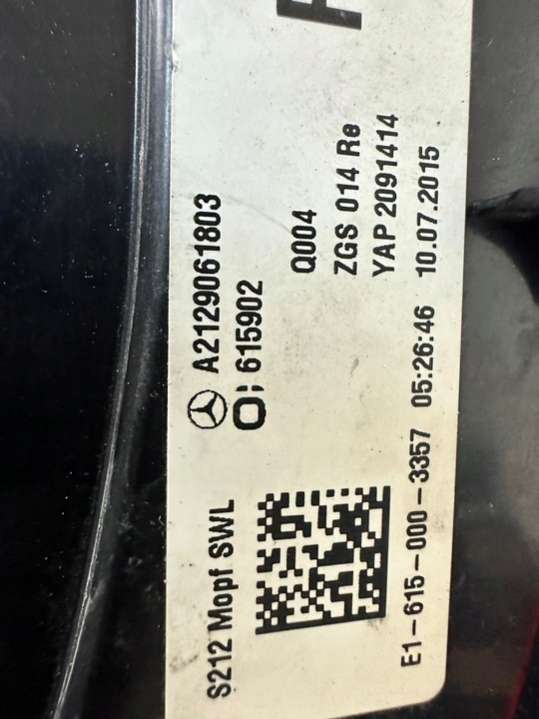 S212 Mopf SWL
A2129061803
O; 615902
Q004
ZGS 014 Re
YAP 2091414
E1-615-000-3357 05:26:46 10.07.2015